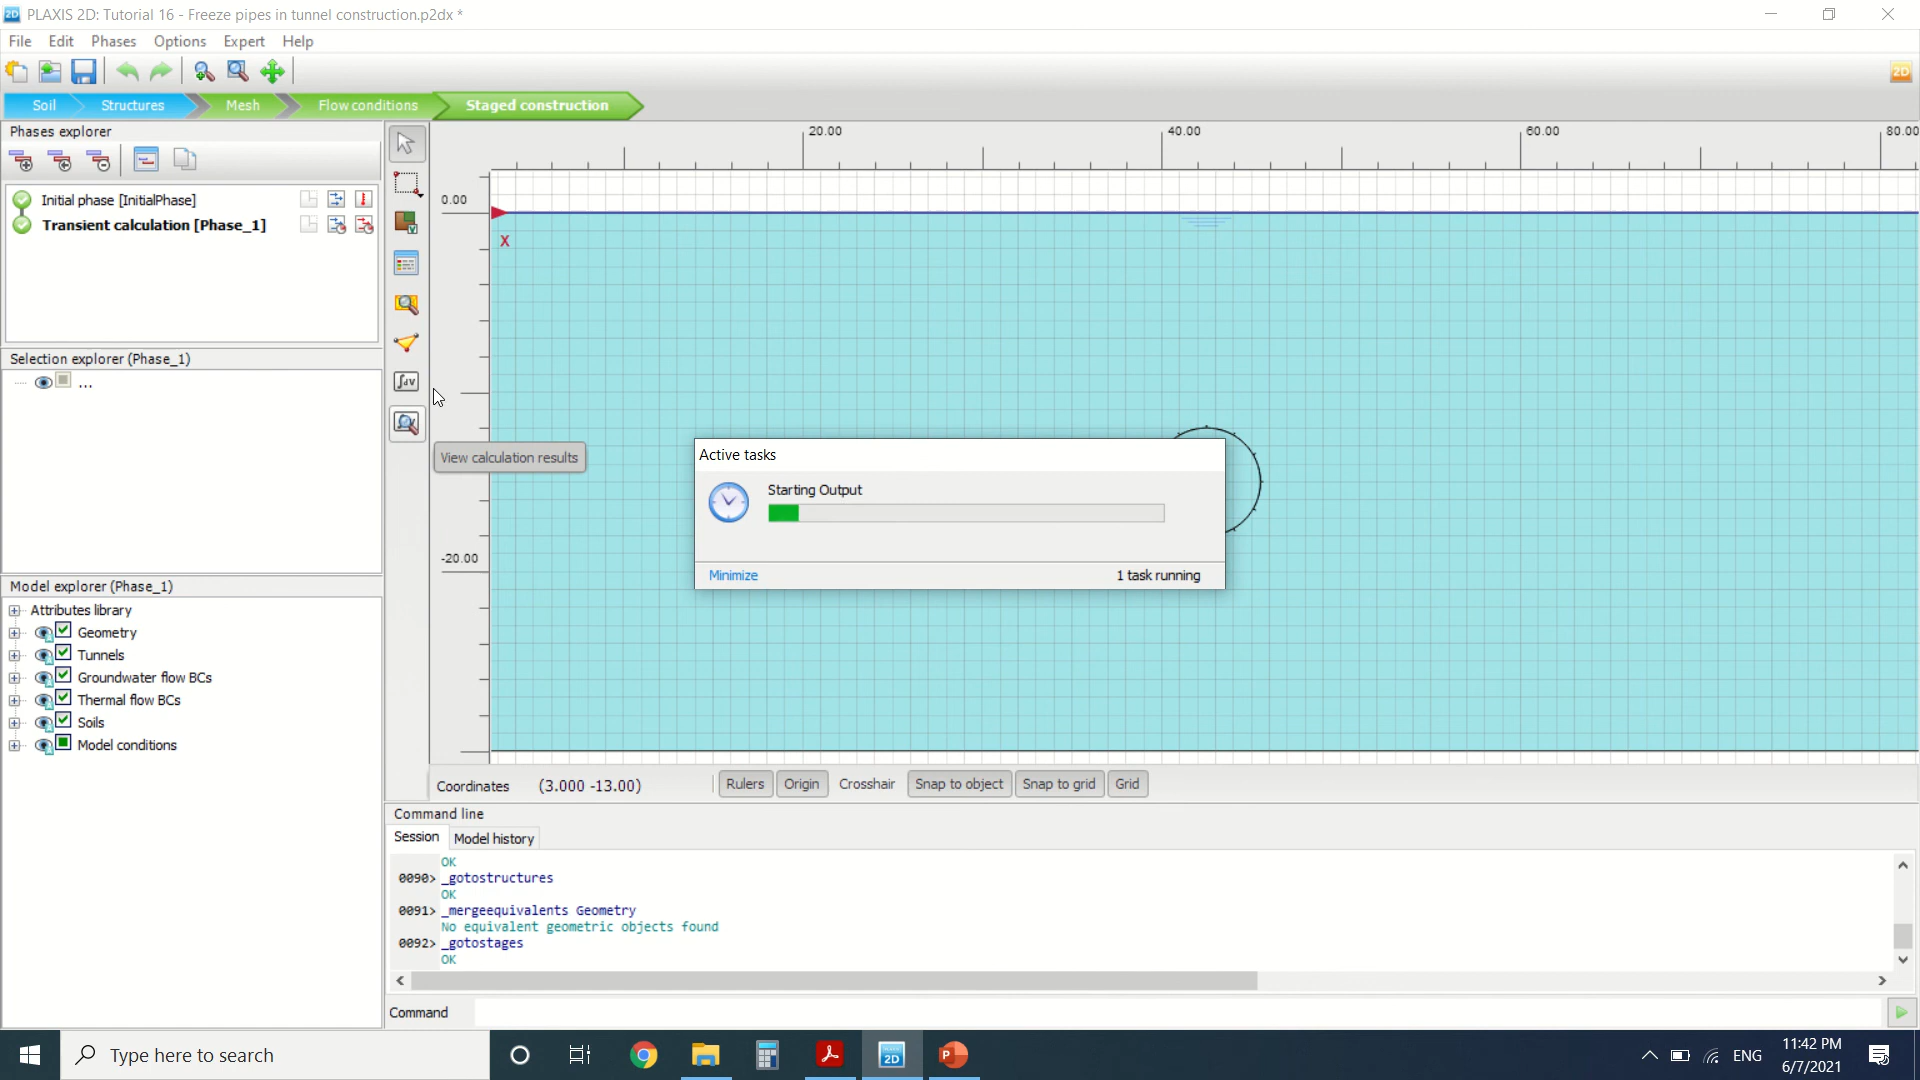 2D PLAXIS 2D: Tutorial 16 - Freeze pipes in tunnel construction.p2dx *
File Edit Phases Options Expert Help
2D
Soil Structures Mesh Flow conditions Staged construction
Phases explorer
Initial phase [InitialPhase]
Transient calculation [Phase_1]
Selection explorer (Phase_1)
...
Model explorer (Phase_1)
Attributes library
Geometry
Tunnels
Groundwater flow BCs
Thermal flow BCs
Soils
Model conditions
∫dv
View calculation results
20.00 40.00 60.00 80.00
0.00
x
-20.00
Active tasks
Starting Output
Minimize 1 task running
Coordinates (3.000 -13.00) Rulers Origin Crosshair Snap to object Snap to grid Grid
Command line
Session Model history
OK
0090> _gotostructures
OK
0091> _mergeequivalents Geometry
No equivalent geometric objects found
0092> _gotostages
OK
Command
Type here to search
2D
P
ENG
11:42 PM
6/7/2021